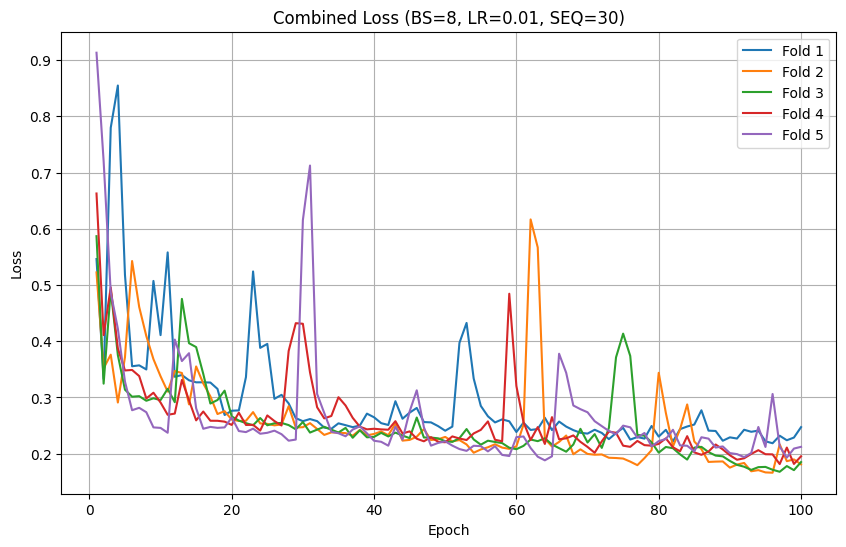 Combined Loss (BS=8, LR=0.01, SEQ=30)
Fold 1
Fold 2
Fold 3
Fold 4
Fold 5
Loss
0.9
0.8
0.7
0.6
0.5
0.4
0.3
0.2
0 20 40 60 80 100
Epoch